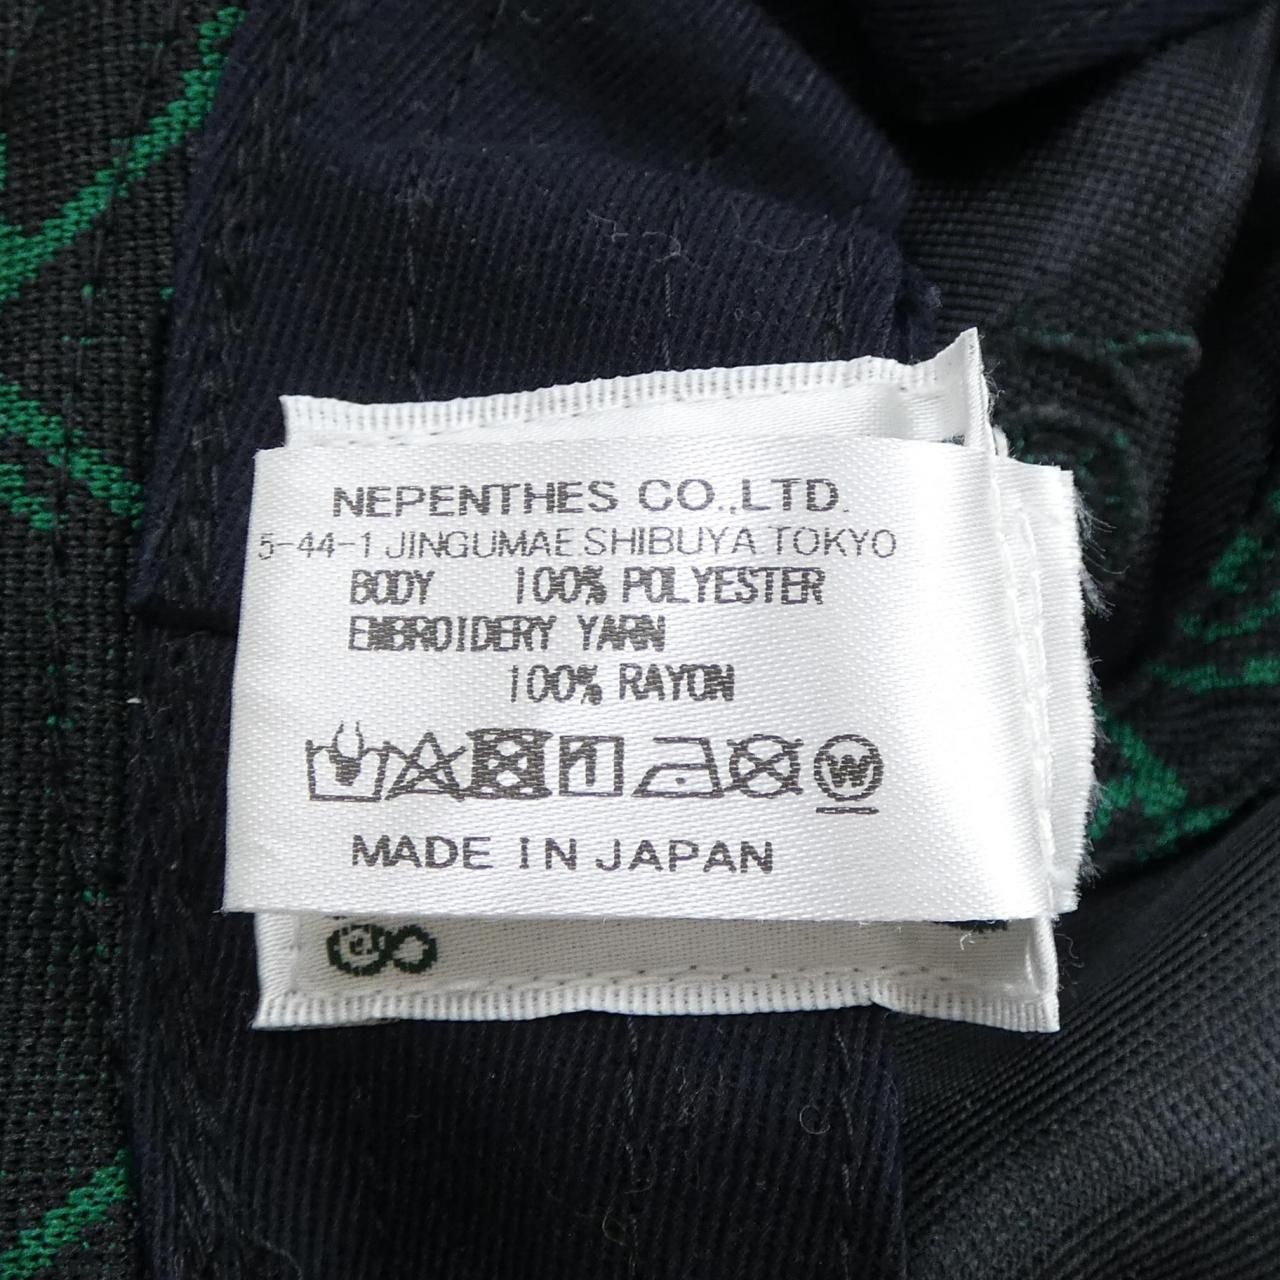 NEPENTHES CO.,LTD.
5-44-1 JINGUMAE SHIBUYA TOKYO
BODY 100% POLYESTER
EMBROIDERY YARN
100% RAYON
W
MADE IN JAPAN